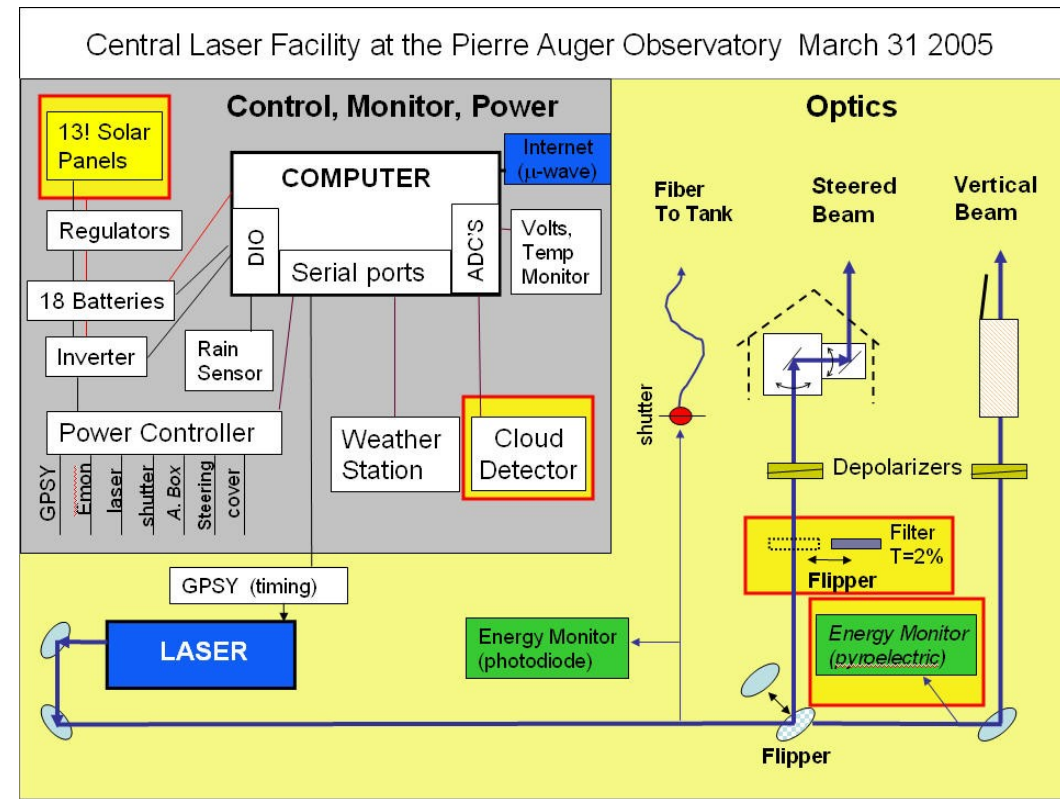 Central Laser Facility at the Pierre Auger Observatory March 31 2005
Control, Monitor, Power
13! Solar
Panels
Regulators
18 Batteries
Inverter
Power Controller
GPSY
Emon
laser
shutter
A. Box
Steering
cover
COMPUTER
DIO
Serial ports
ADC'S
Internet
(μ-wave)
Volts,
Temp
Monitor
Rain
Sensor
Weather
Station
Cloud
Detector
GPSY (timing)
LASER
Optics
Fiber
To Tank
Steered
Beam
Vertical
Beam
shutter
Depolarizers
Filter
T=2%
Flipper
Energy Monitor
(photodiode)
Energy Monitor
(pyroelectric)
Flipper